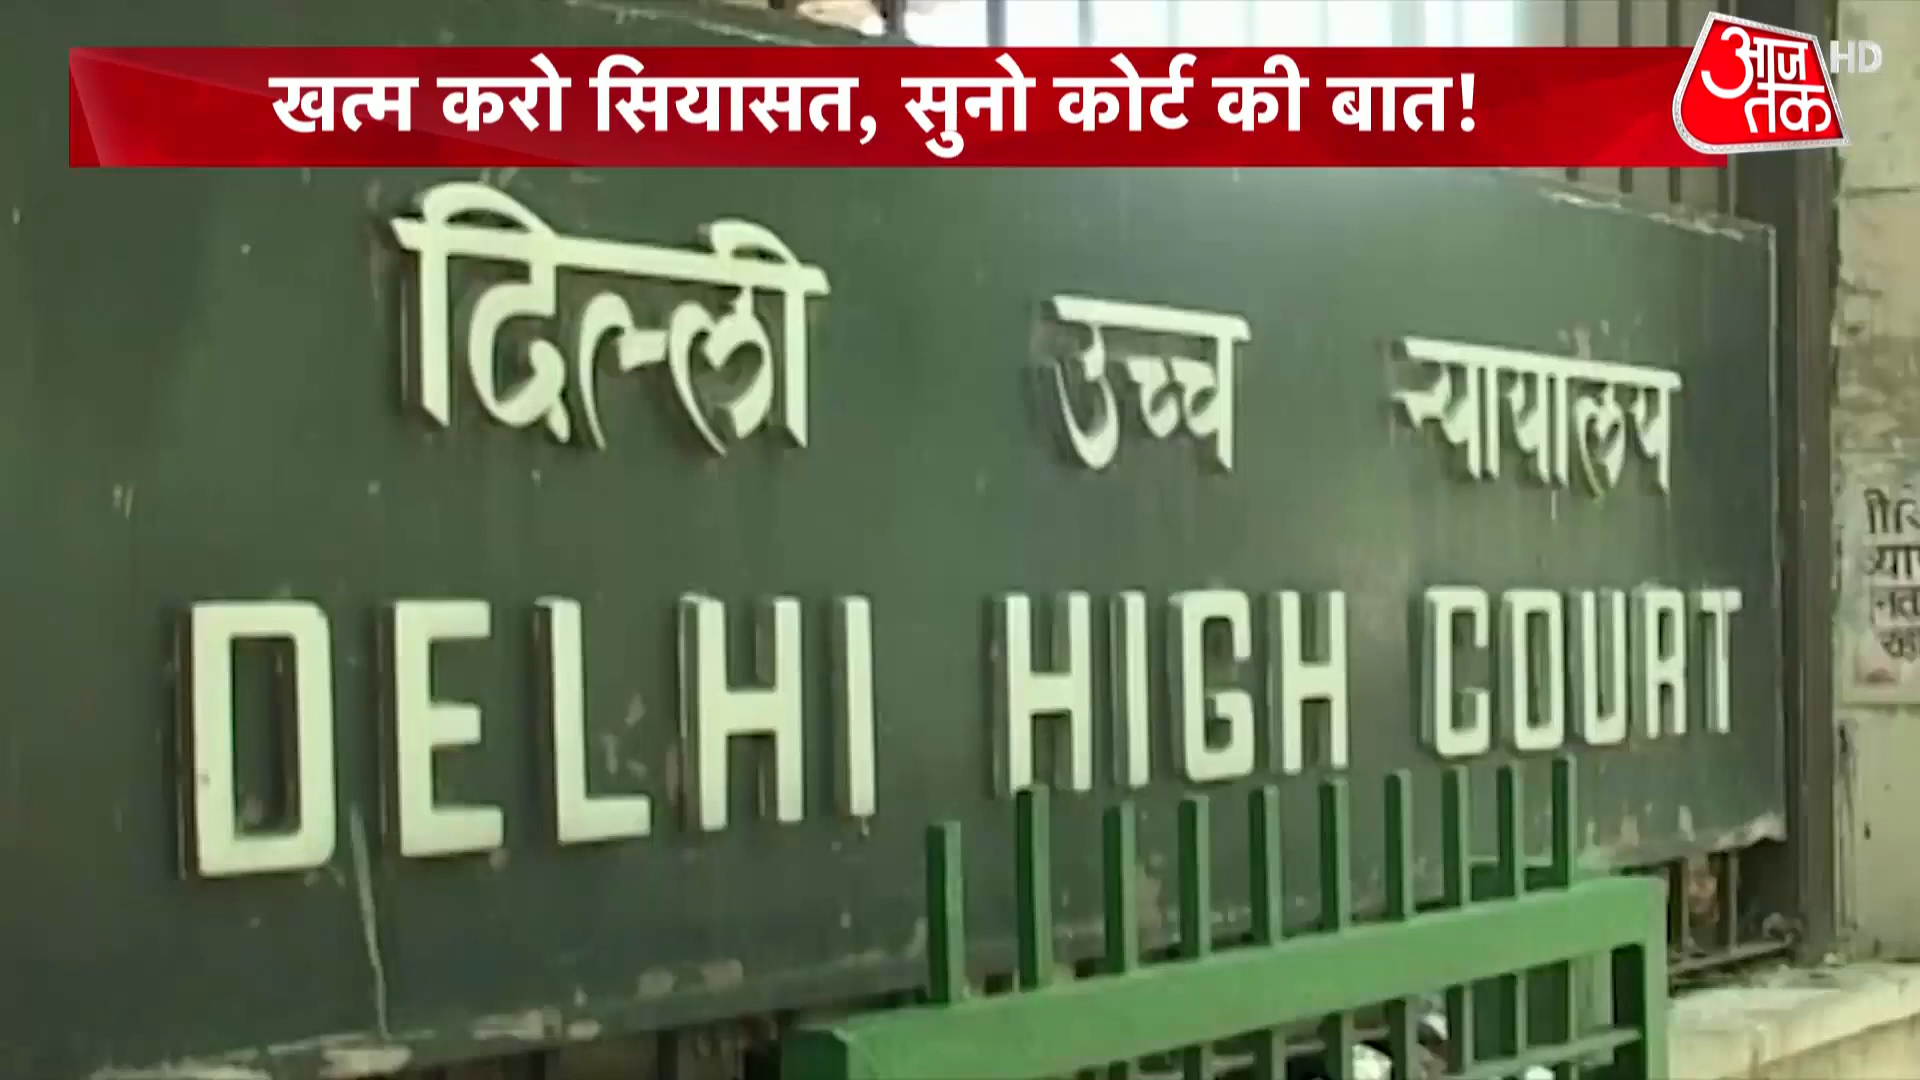 खत्म करो सियासत, सुनो कोर्ट की बात!
आज तक HD
दिल्ली उच्च न्यायालय
DELHI HIGH COURT